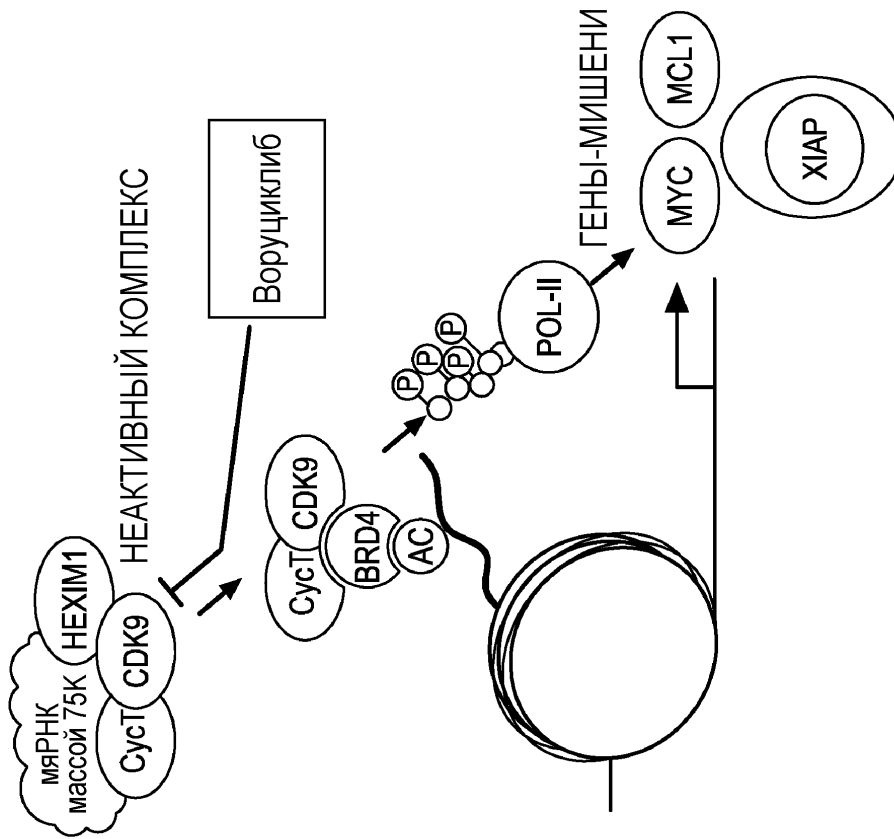 мяРНК
массой 75K
HEXIM1
CycT
CDK9
НЕАКТИВНЫЙ КОМПЛЕКС
Воруциклиб
CycT
CDK9
BRD4
AC
P
P
P
P
POL-II
ГЕНЫ-МИШЕНИ
MYC
MCL1
XIAP